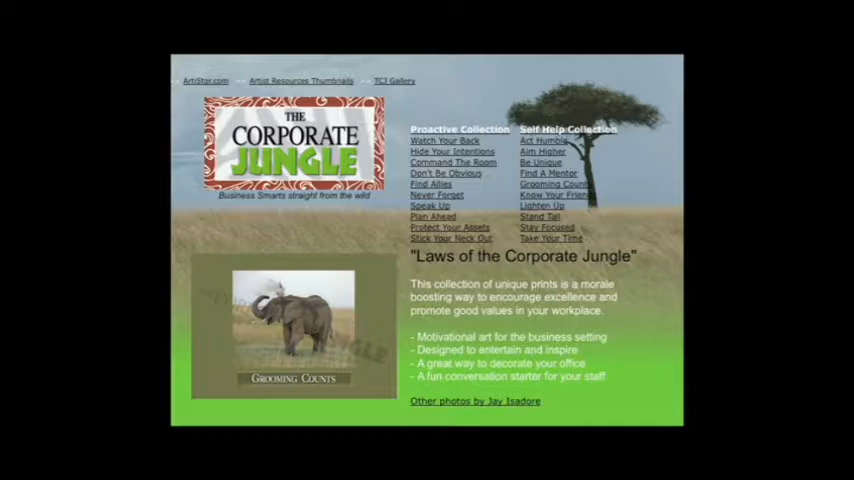 ArtiStar.com
Artist Resources Thumbnails
TCJ Gallery
THE
CORPORATE
JUNGLE
Business Smarts straight from the wild
Proactive Collection
Watch Your Back
Hide Your Intentions
Command The Room
Don't Be Obvious
Find Allies
Never Forget
Speak Up
Plan Ahead
Protect Your Assets
Stick Your Neck Out
Self Help Collection
Act Humble
Aim Higher
Be Unique
Find A Mentor
Grooming Counts
Know Your Friends
Lighten Up
Stand Tall
Stay Focused
Take Your Time
"Laws of the Corporate Jungle"
This collection of unique prints is a morale
boosting way to encourage excellence and
promote good values in your workplace.
- Motivational art for the business setting
- Designed to entertain and inspire
- A great way to decorate your office
- A fun conversation starter for your staff
Other photos by Jay Isadore
GROOMING COUNTS